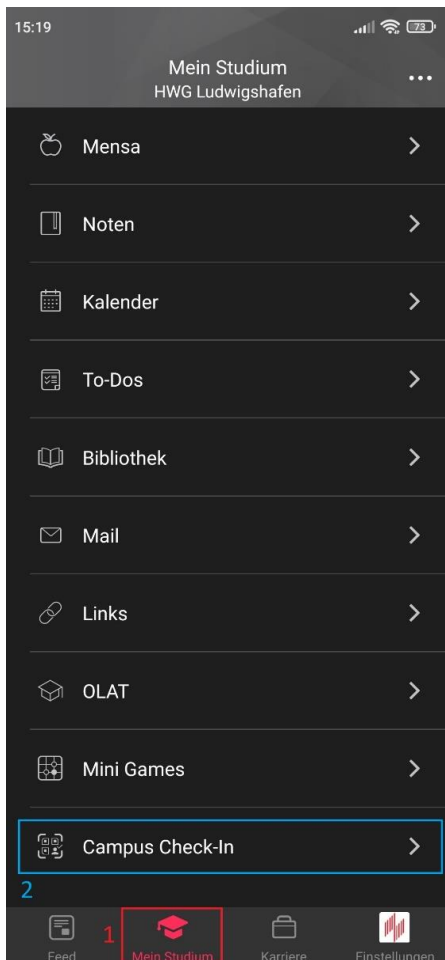 15:19
73
Mein Studium
HWG Ludwigshafen
Mensa
Noten
Kalender
To-Dos
Bibliothek
Mail
Links
OLAT
Mini Games
Campus Check-In
2
1
Feed Mein Studium Karriere Einstellungen